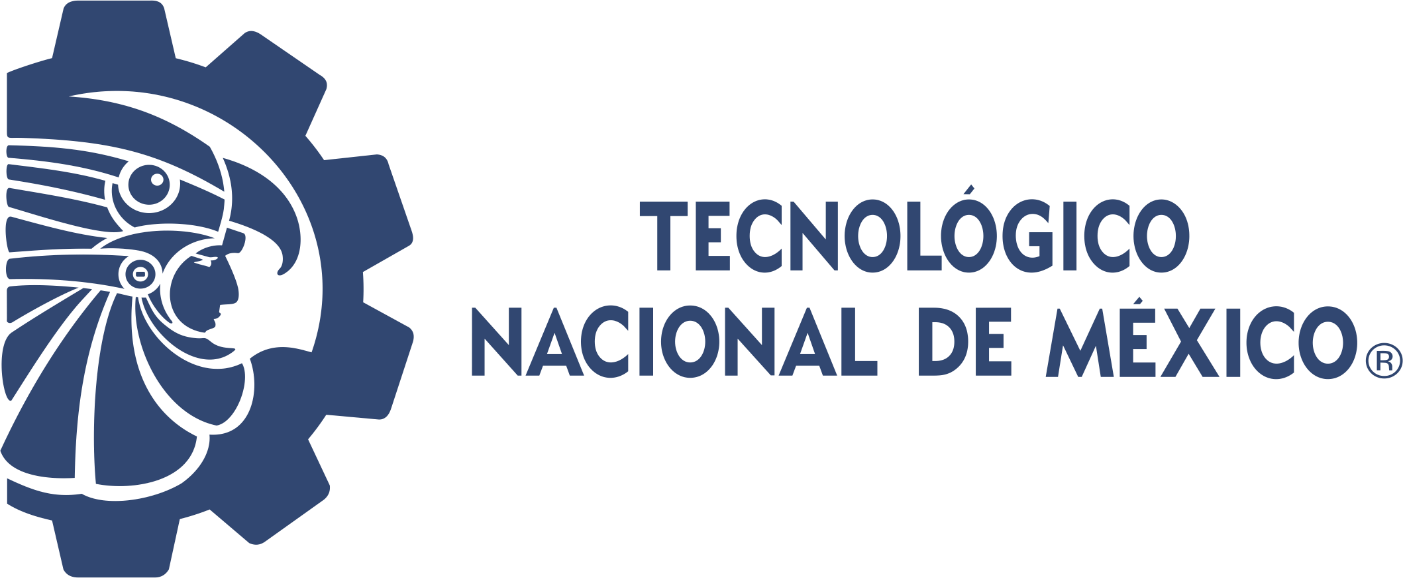 TECNOLÓGICO
NACIONAL DE MÉXICO®